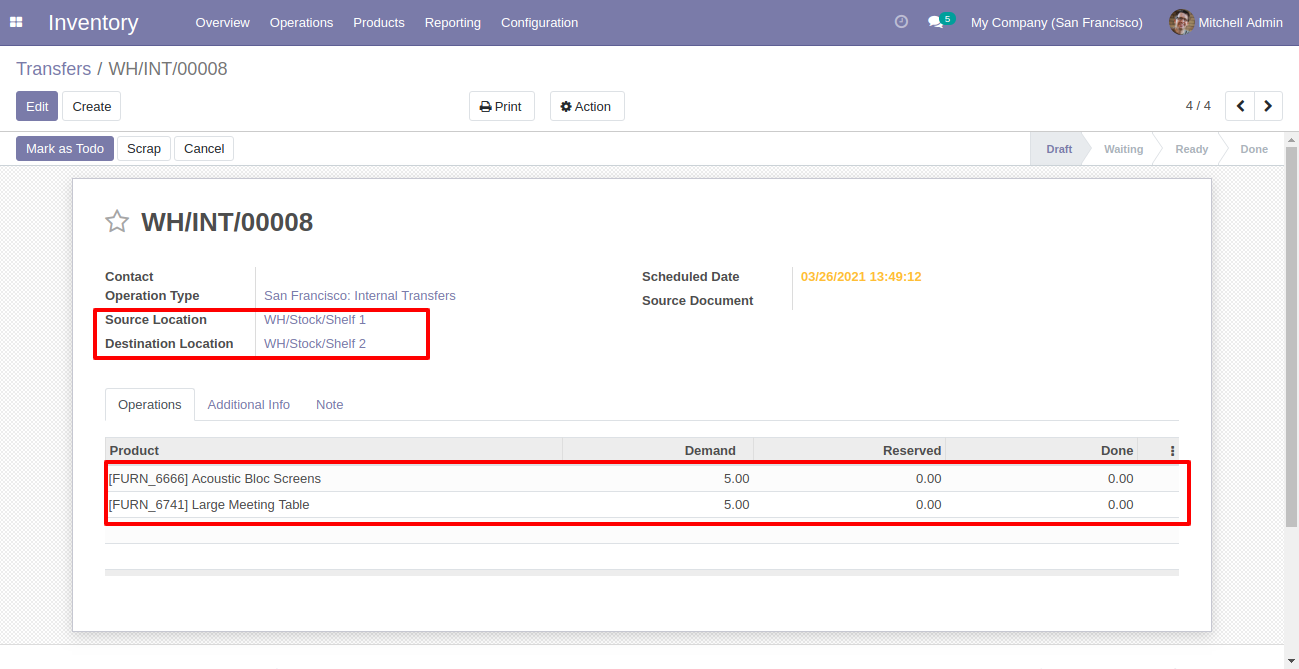 Inventory Overview Operations Products Reporting Configuration 5 My Company (San Francisco) Mitchell Admin
Transfers / WH/INT/00008
Edit Create Print Action 4 / 4
Mark as Todo Scrap Cancel Draft Waiting Ready Done
WH/INT/00008
Contact Scheduled Date 03/26/2021 13:49:12
Operation Type San Francisco: Internal Transfers Source Document
Source Location WH/Stock/Shelf 1
Destination Location WH/Stock/Shelf 2
Operations Additional Info Note
Product Demand Reserved Done
[FURN_6666] Acoustic Bloc Screens 5.00 0.00 0.00
[FURN_6741] Large Meeting Table 5.00 0.00 0.00